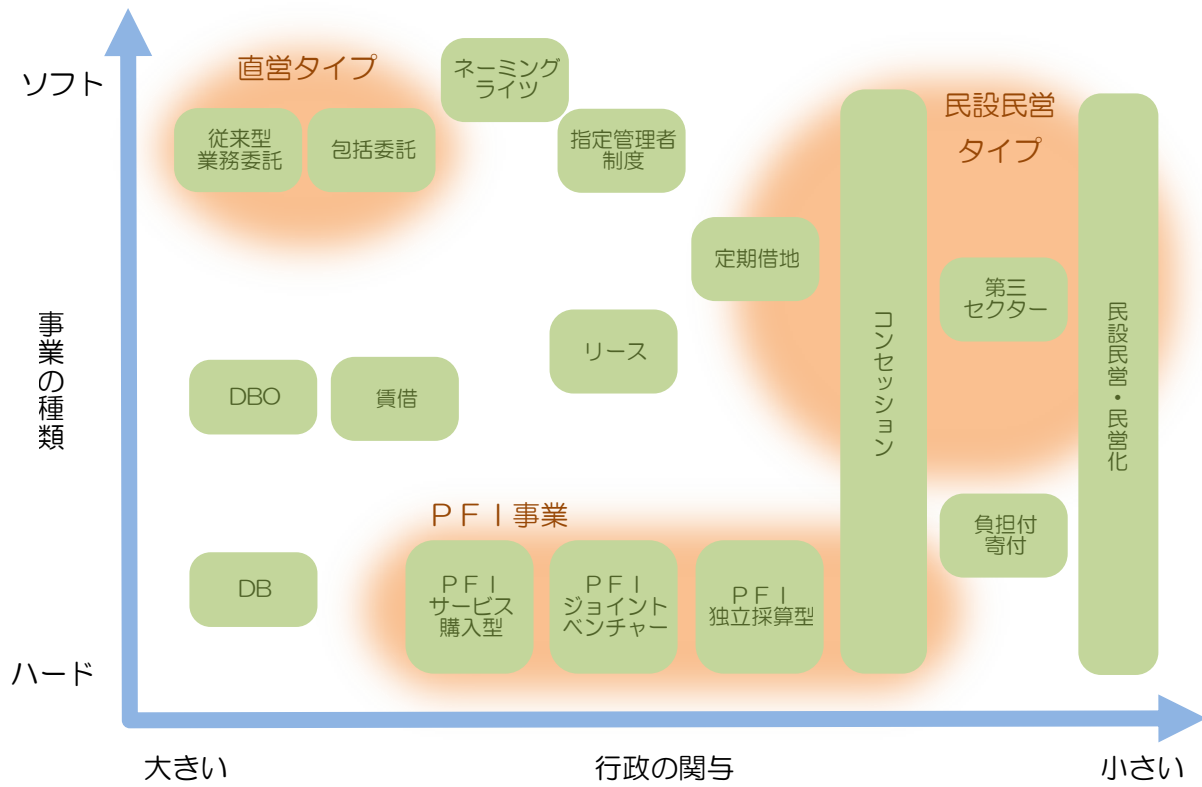 ソフト
直営タイプ
ネーミング
ライツ
民設民営
タイプ
従来型
業務委託
包括委託
指定管理者
制度
定期借地
第三
セクター
コンセッション
民設民営・民営化
事業の種類
リース
DBO
賃借
ＰＦＩ事業
負担付
寄付
DB
ＰＦＩ
サービス
購入型
ＰＦＩ
ジョイント
ベンチャー
ＰＦＩ
独立採算型
ハード
大きい
行政の関与
小さい